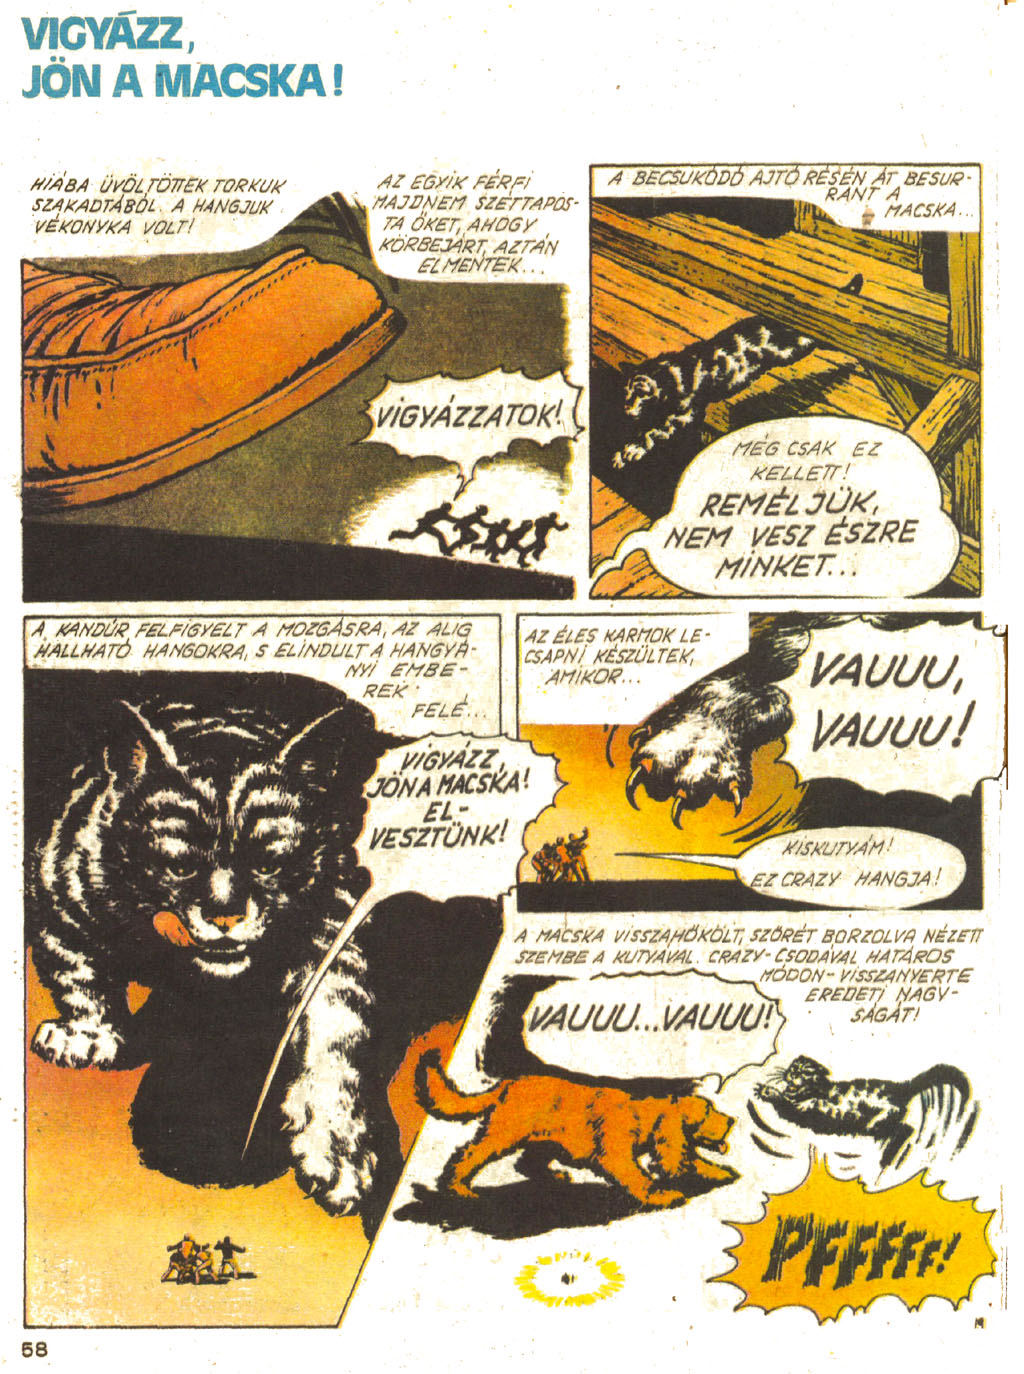 VIGYÁZZ,
JÖN A MACSKA!
HIÁBA ÜVÖLTÖTTEK TORKUK
SZAKADTÁBÓL. A HANGJUK
VÉKONYKA VOLT!
AZ EGYIK FÉRFI
MAJDNEM SZÉTTAPOS-
TA ŐKET, AHOGY
KÖRBEJÁRT, AZTÁN
ELMENTEK...
VIGYÁZZATOK!
A BECSUKÓDÓ AJTÓ RÉSÉN ÁT BESUR-
RANT A
MACSKA...
MÉG CSAK EZ
KELLETT!
REMÉLJÜK,
NEM VESZ ÉSZRE
MINKET...
A KANDÚR FELFIGYELT A MOZGÁSRA, AZ ALIG
HALLHATÓ HANGOKRA, S ELINDULT A HANGYÁ-
NYI EMBE-
REK
FELÉ...
VIGYÁZZ,
JÖN A MACSKA!
EL-
VESZTÜNK!
AZ ÉLES KARMOK LE-
CSAPNI KÉSZÜLTEK,
AMIKOR...
VAUUU,
VAUUU!
KISKUTYÁM!
EZ CRAZY HANGJA!
A MACSKA VISSZAHŐKÖLT, SZŐRÉT BORZOLVA NÉZETT
SZEMBE A KUTYÁVAL. CRAZY-CSODÁVAL HATÁROS
MÓDON-VISSZANYERTE
EREDETI NAGY-
SÁGÁT!
VAUUU...VAUUU!
PFFFFFF!
58